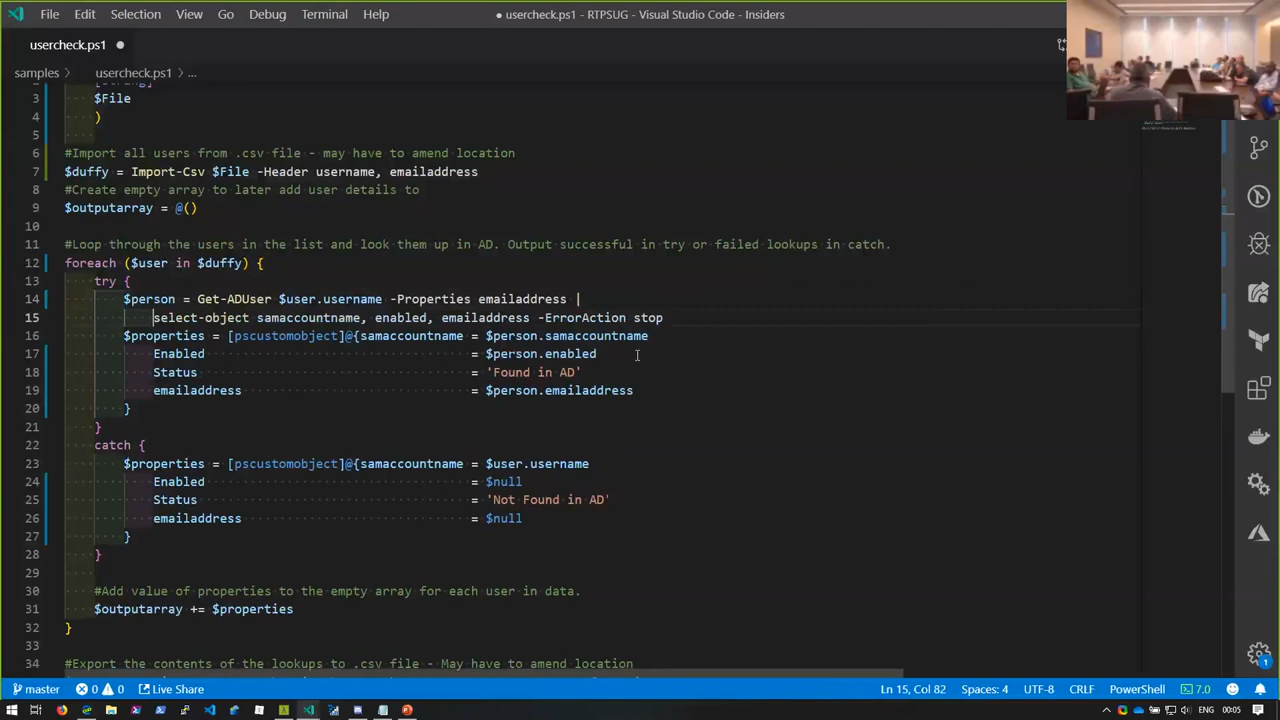 File Edit Selection View Go Debug Terminal Help ● usercheck.ps1 - RTPSUG - Visual Studio Code - Insiders
usercheck.ps1 ●
samples > usercheck.ps1 > ...
3 $File
4 )
5
6 #Import all users from .csv file - may have to amend location
7 $duffy = Import-Csv $File -Header username, emailaddress
8 #Create empty array to later add user details to
9 $outputarray = @()
10
11 #Loop through the users in the list and look them up in AD. Output successful in try or failed lookups in catch.
12 foreach ($user in $duffy) {
13 try {
14 $person = Get-ADUser $user.username -Properties emailaddress |
15 select-object samaccountname, enabled, emailaddress -ErrorAction stop
16 $properties = [pscustomobject]@{samaccountname = $person.samaccountname
17 Enabled = $person.enabled
18 Status = 'Found in AD'
19 emailaddress = $person.emailaddress
20 }
21 }
22 catch {
23 $properties = [pscustomobject]@{samaccountname = $user.username
24 Enabled = $null
25 Status = 'Not Found in AD'
26 emailaddress = $null
27 }
28 }
29
30 #Add value of properties to the empty array for each user in data.
31 $outputarray += $properties
32 }
33
34 #Export the contents of the lookups to .csv file - May have to amend location
master 0 0 Live Share Ln 15, Col 82 Spaces: 4 UTF-8 CRLF PowerShell 7.0 1
ENG 00:05